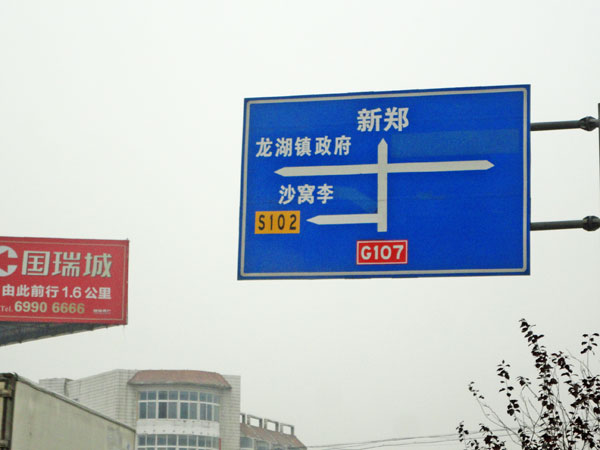 新郑
龙湖镇政府
沙窝李
S102
G107
国瑞城
由此前行1.6公里
Tel.6990 6666